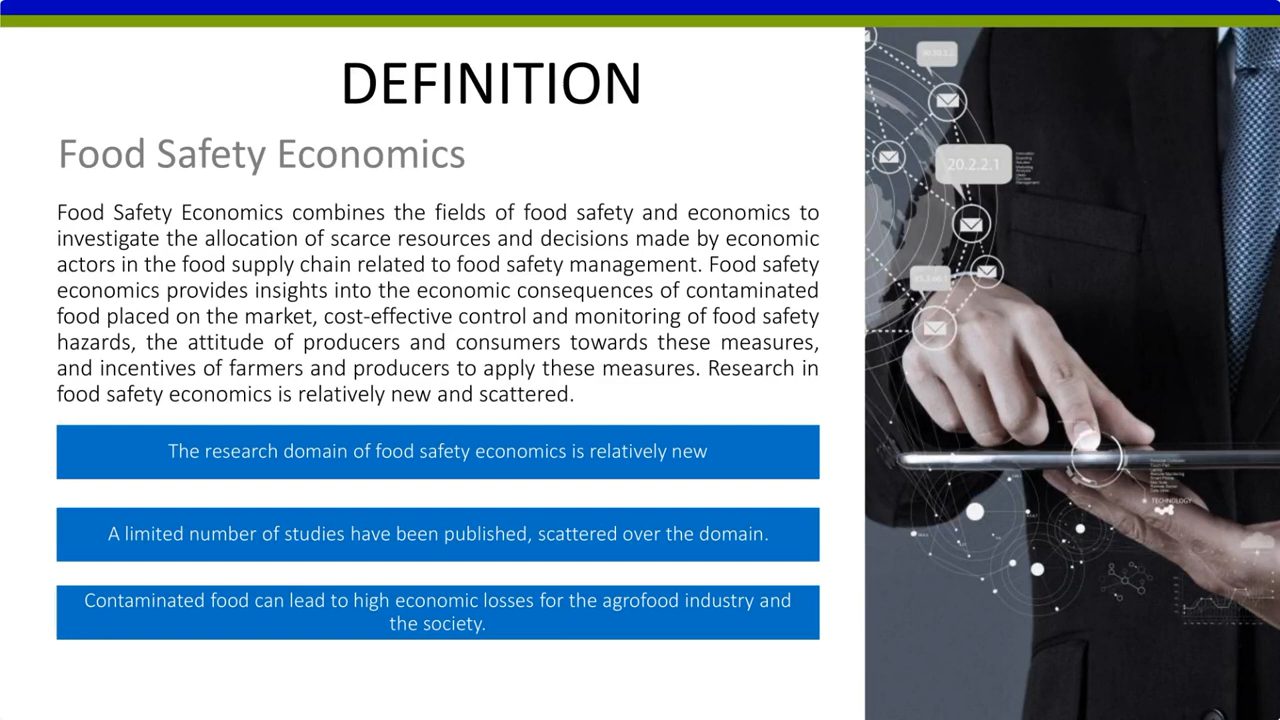 DEFINITION
Food Safety Economics
Food Safety Economics combines the fields of food safety and economics to
investigate the allocation of scarce resources and decisions made by economic
actors in the food supply chain related to food safety management. Food safety
economics provides insights into the economic consequences of contaminated
food placed on the market, cost-effective control and monitoring of food safety
hazards, the attitude of producers and consumers towards these measures,
and incentives of farmers and producers to apply these measures. Research in
food safety economics is relatively new and scattered.
The research domain of food safety economics is relatively new
A limited number of studies have been published, scattered over the domain.
Contaminated food can lead to high economic losses for the agrofood industry and
the society.
20.2.2.1
TECHNOLOGY